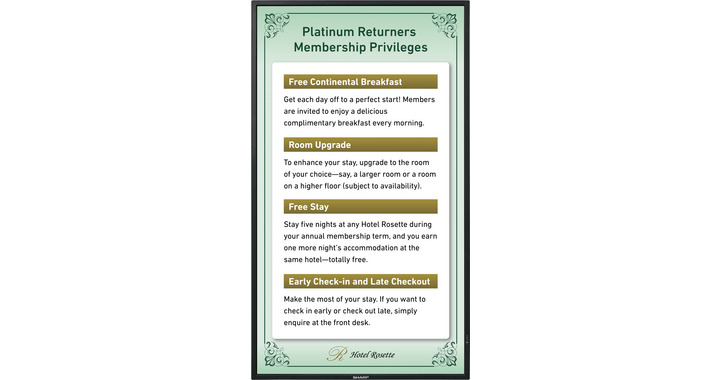 Platinum Returners
Membership Privileges
Free Continental Breakfast
Get each day off to a perfect start! Members
are invited to enjoy a delicious
complimentary breakfast every morning.
Room Upgrade
To enhance your stay, upgrade to the room
of your choice—say, a larger room or a room
on a higher floor (subject to availability).
Free Stay
Stay five nights at any Hotel Rosette during
your annual membership term, and you earn
one more night's accommodation at the
same hotel—totally free.
Early Check-in and Late Checkout
Make the most of your stay. If you want to
check in early or check out late, simply
enquire at the front desk.
R Hotel Rosette
SHARP